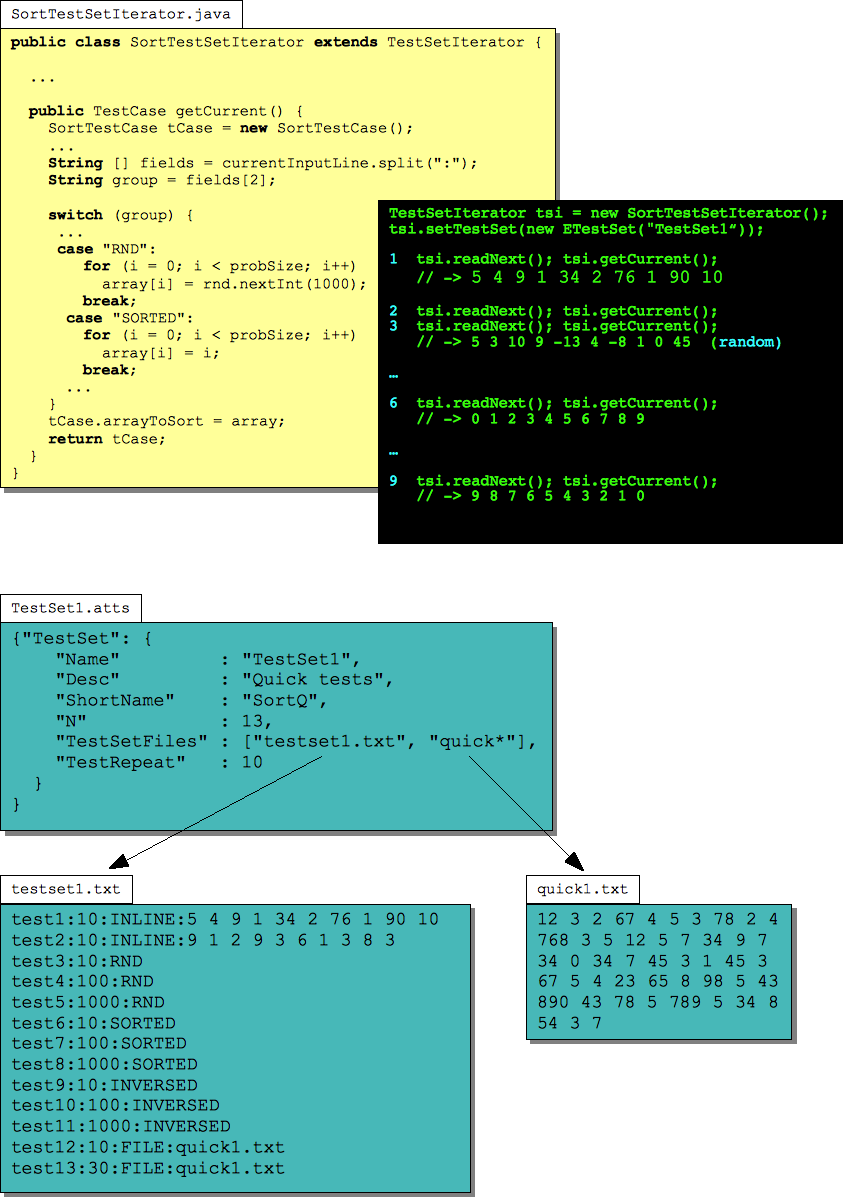 SortTestSetIterator.java
public class SortTestSetIterator extends TestSetIterator {
...
public TestCase getCurrent() {
SortTestCase tCase = new SortTestCase();
...
String [] fields = currentInputLine.split(":");
String group = fields[2];
switch (group) {
...
case "RND":
for (i = 0; i < probSize; i++)
array[i] = rnd.nextInt(1000);
break;
case "SORTED":
for (i = 0; i < probSize; i++)
array[i] = i;
break;
...
}
tCase.arrayToSort = array;
return tCase;
}
}
TestSetIterator tsi = new SortTestSetIterator();
tsi.setTestSet(new ETestSet("TestSet1“));
1 tsi.readNext(); tsi.getCurrent();
// -> 5 4 9 1 34 2 76 1 90 10
2 tsi.readNext(); tsi.getCurrent();
3 tsi.readNext(); tsi.getCurrent();
// -> 5 3 10 9 -13 4 -8 1 0 45 (random)
…
6 tsi.readNext(); tsi.getCurrent();
// -> 0 1 2 3 4 5 6 7 8 9
…
9 tsi.readNext(); tsi.getCurrent();
// -> 9 8 7 6 5 4 3 2 1 0
TestSet1.atts
{"TestSet": {
"Name" : "TestSet1",
"Desc" : "Quick tests",
"ShortName" : "SortQ",
"N" : 13,
"TestSetFiles" : ["testset1.txt", "quick*"],
"TestRepeat" : 10
}
}
testset1.txt
test1:10:INLINE:5 4 9 1 34 2 76 1 90 10
test2:10:INLINE:9 1 2 9 3 6 1 3 8 3
test3:10:RND
test4:100:RND
test5:1000:RND
test6:10:SORTED
test7:100:SORTED
test8:1000:SORTED
test9:10:INVERSED
test10:100:INVERSED
test11:1000:INVERSED
test12:10:FILE:quick1.txt
test13:30:FILE:quick1.txt
quick1.txt
12 3 2 67 4 5 3 78 2 4
768 3 5 12 5 7 34 9 7
34 0 34 7 45 3 1 45 3
67 5 4 23 65 8 98 5 43
890 43 78 5 789 5 34 8
54 3 7